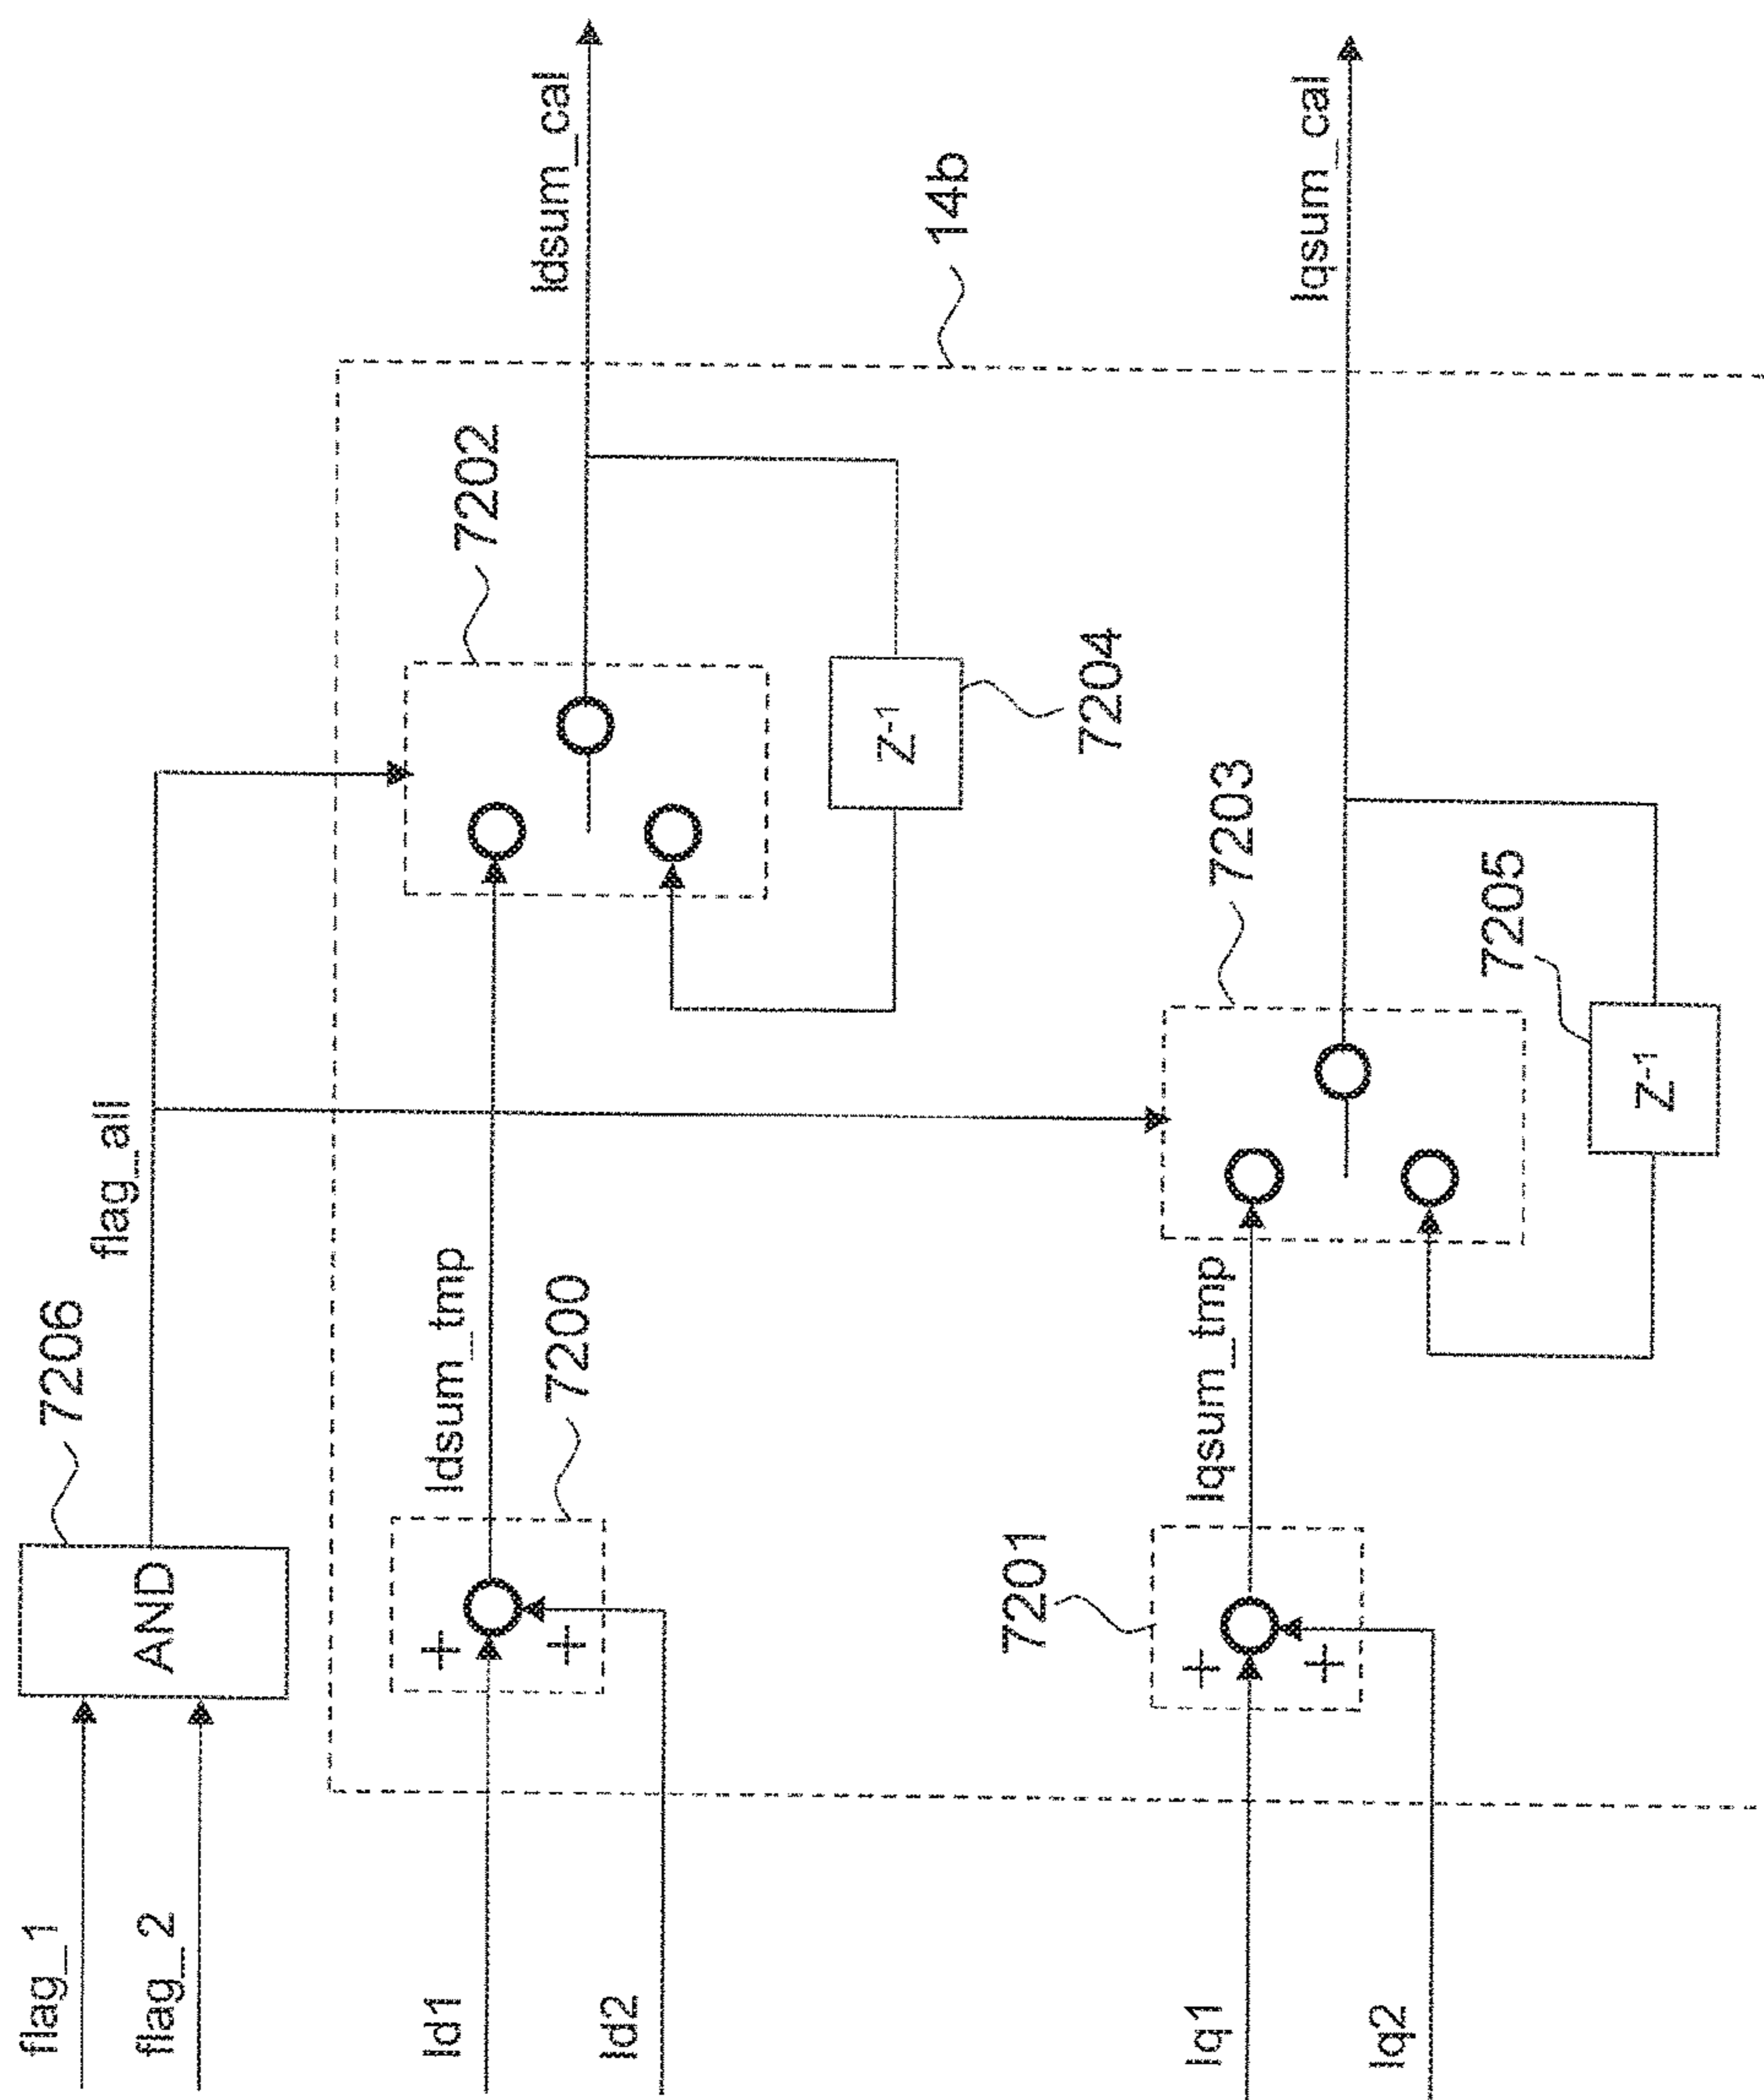 flag_1
flag_2
7206
AND
flag_all
Id1
Id2
Idsum_tmp
7200
7202
Z-1
7204
Idsum_cal
14b
Iq1
Iq2
7201
Iqsum_tmp
7203
7205
Z-1
Iqsum_cal
+
+
+
+